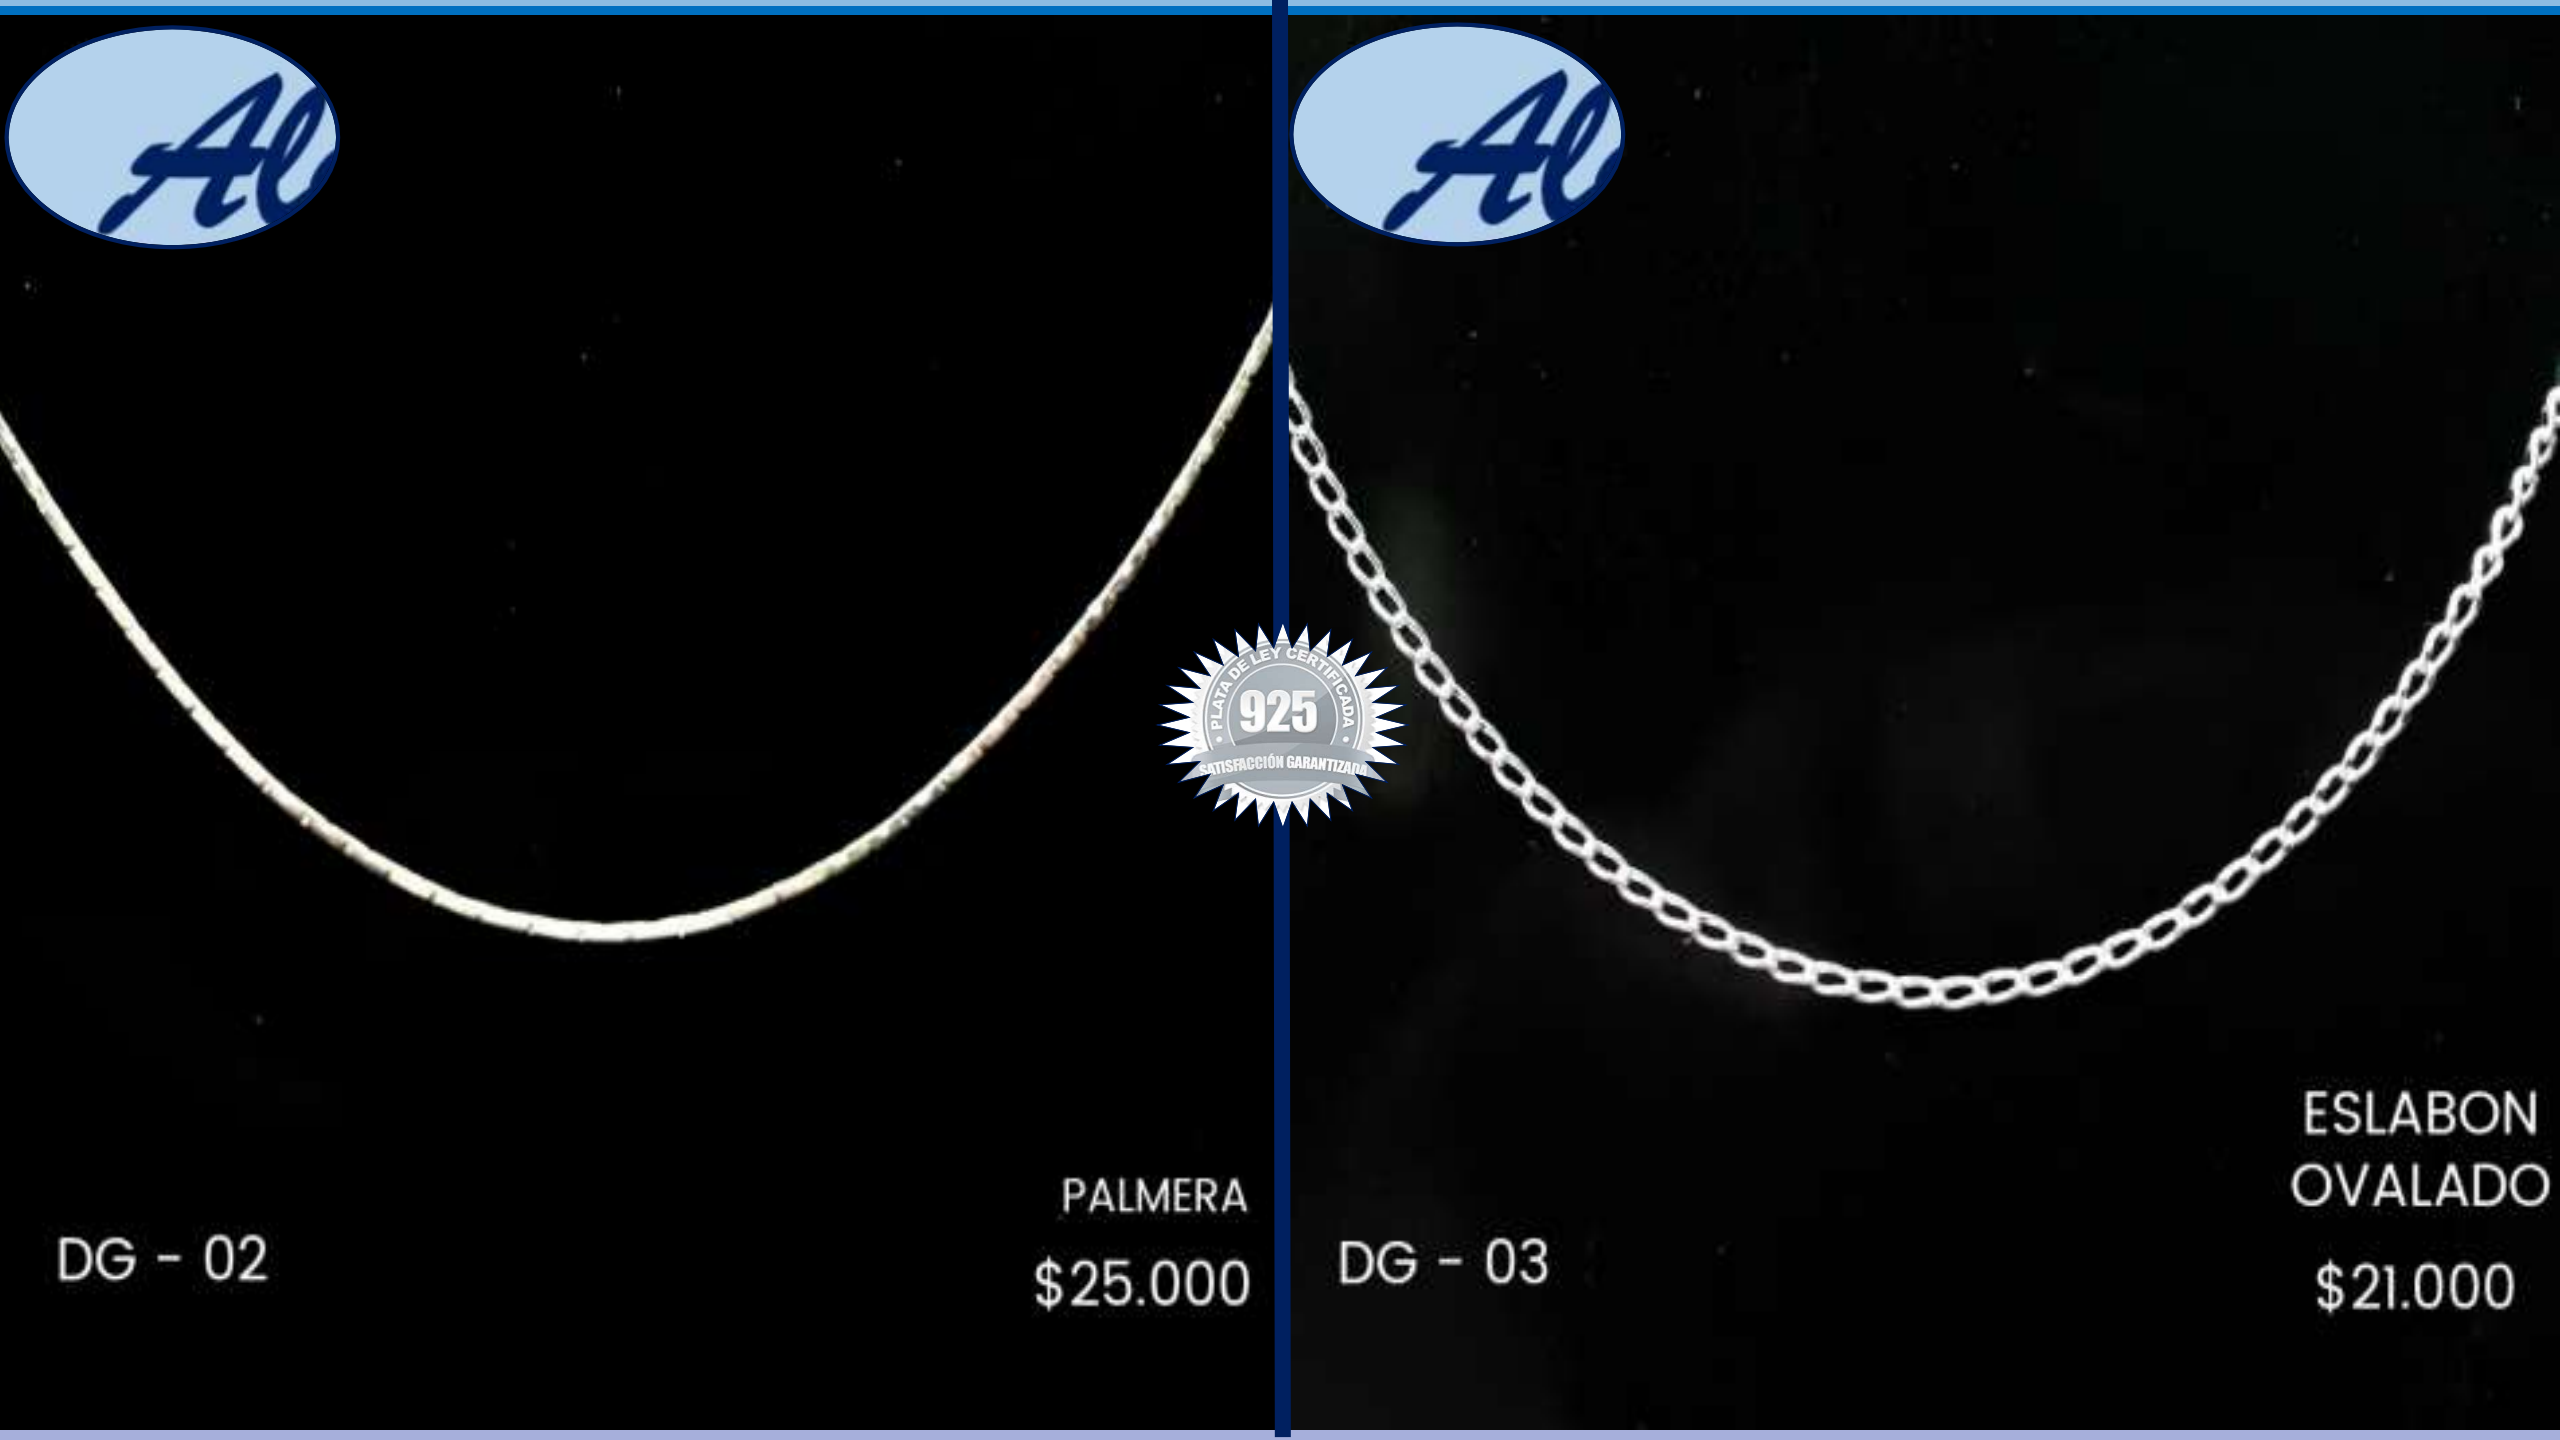 Al
Al
PLATA DE LEY CERTIFICADA
925
SATISFACCIÓN GARANTIZADA
PALMERA
DG - 02
$25.000
ESLABON
OVALADO
DG - 03
$21.000